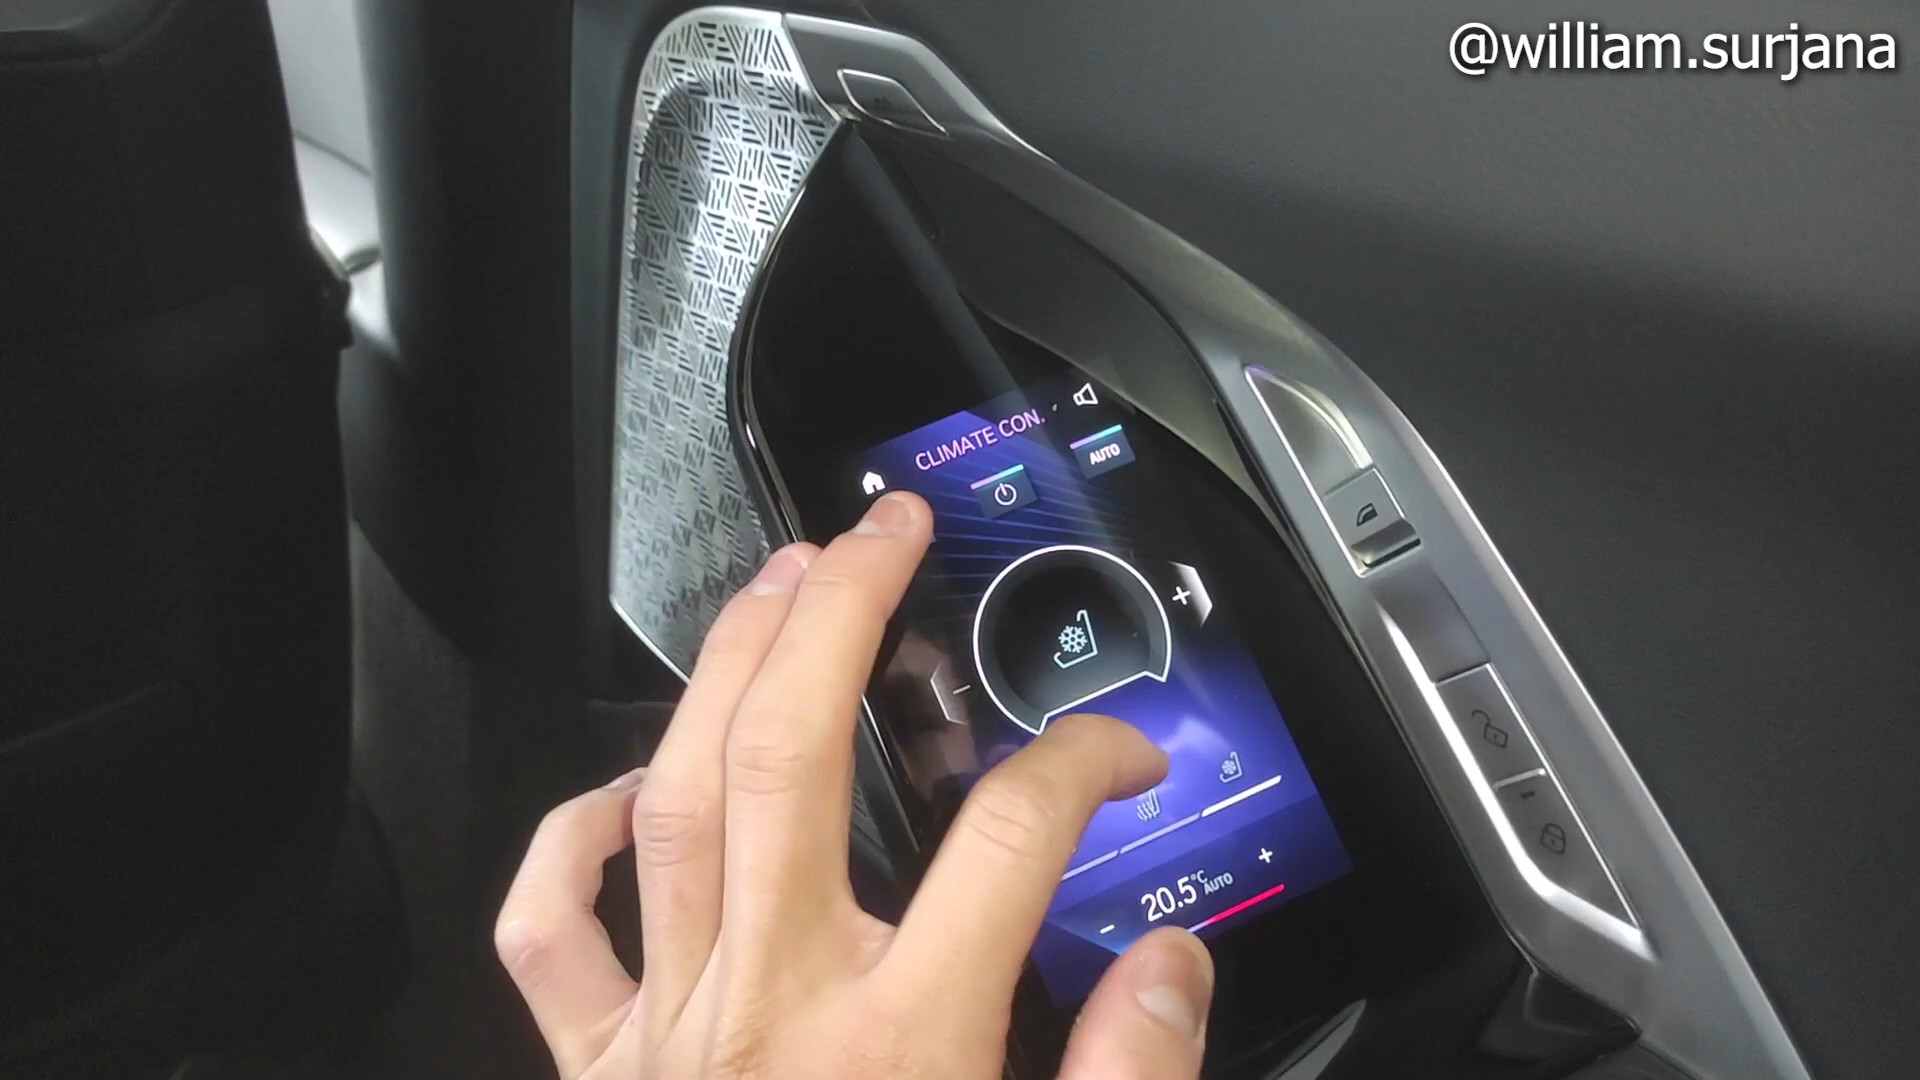 @william.surjana
CLIMATE CON.
AUTO
+
−
+
20.5°C AUTO
−